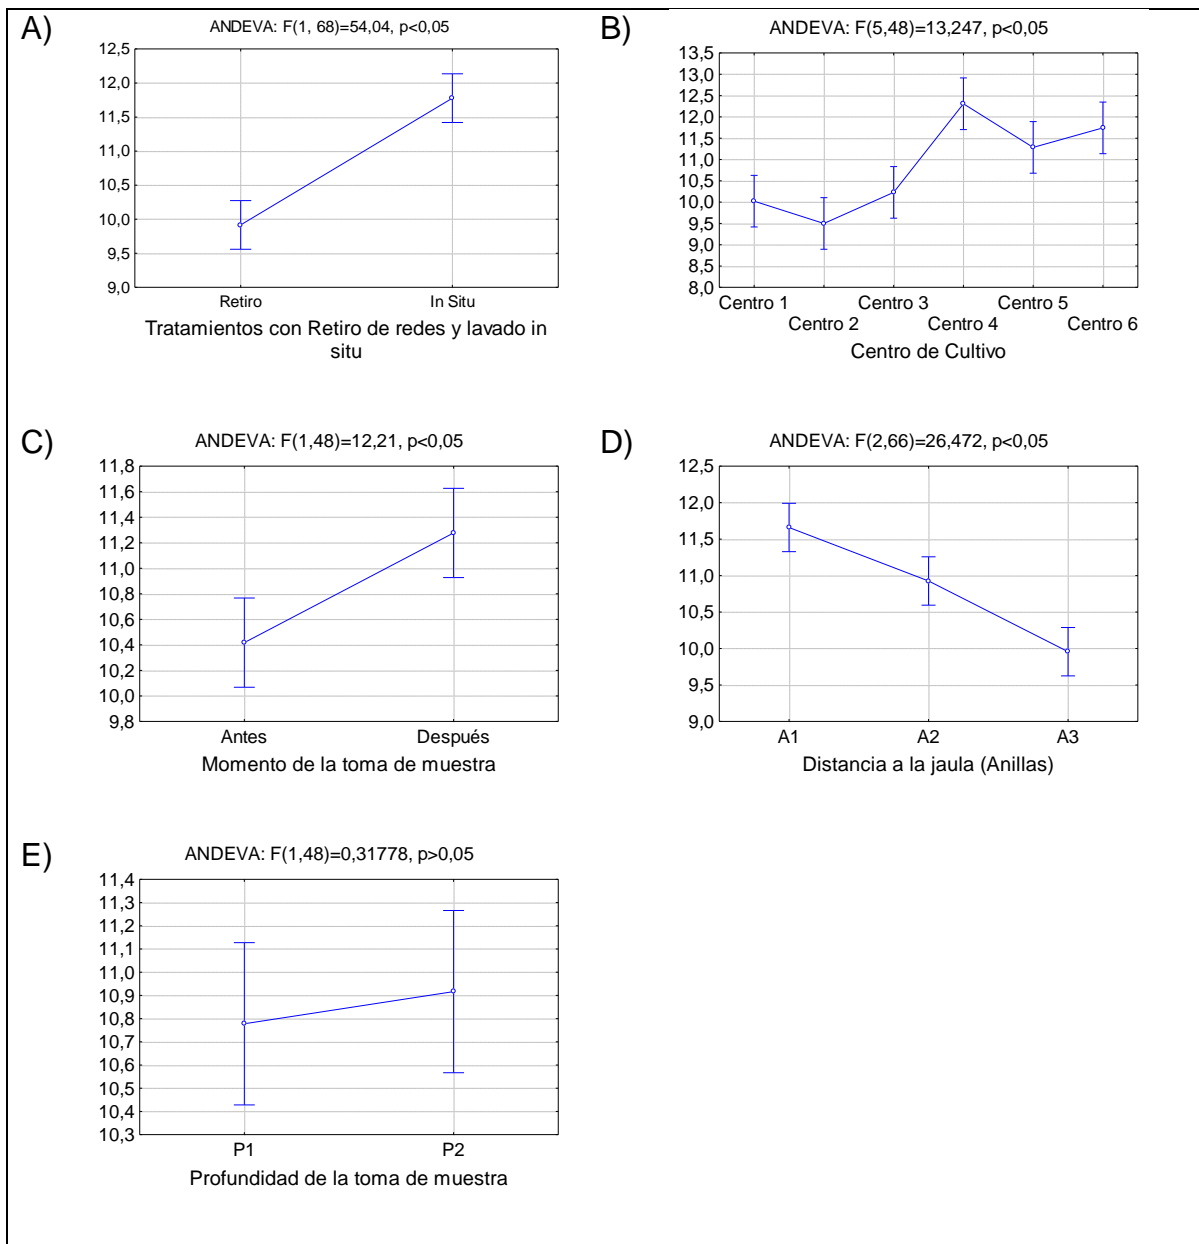 A)
ANDEVA: F(1, 68)=54,04, p<0,05
12,5
12,0
11,5
11,0
10,5
10,0
9,5
9,0
Retiro In Situ
Tratamientos con Retiro de redes y lavado in
situ
B)
ANDEVA: F(5,48)=13,247, p<0,05
13,5
13,0
12,5
12,0
11,5
11,0
10,5
10,0
9,5
9,0
8,5
8,0
Centro 1 Centro 3 Centro 5
Centro 2 Centro 4 Centro 6
Centro de Cultivo
C)
ANDEVA: F(1,48)=12,21, p<0,05
11,8
11,6
11,4
11,2
11,0
10,8
10,6
10,4
10,2
10,0
9,8
Antes Después
Momento de la toma de muestra
D)
ANDEVA: F(2,66)=26,472, p<0,05
12,5
12,0
11,5
11,0
10,5
10,0
9,5
9,0
A1 A2 A3
Distancia a la jaula (Anillas)
E)
ANDEVA: F(1,48)=0,31778, p>0,05
11,4
11,3
11,2
11,1
11,0
10,9
10,8
10,7
10,6
10,5
10,4
10,3
P1 P2
Profundidad de la toma de muestra